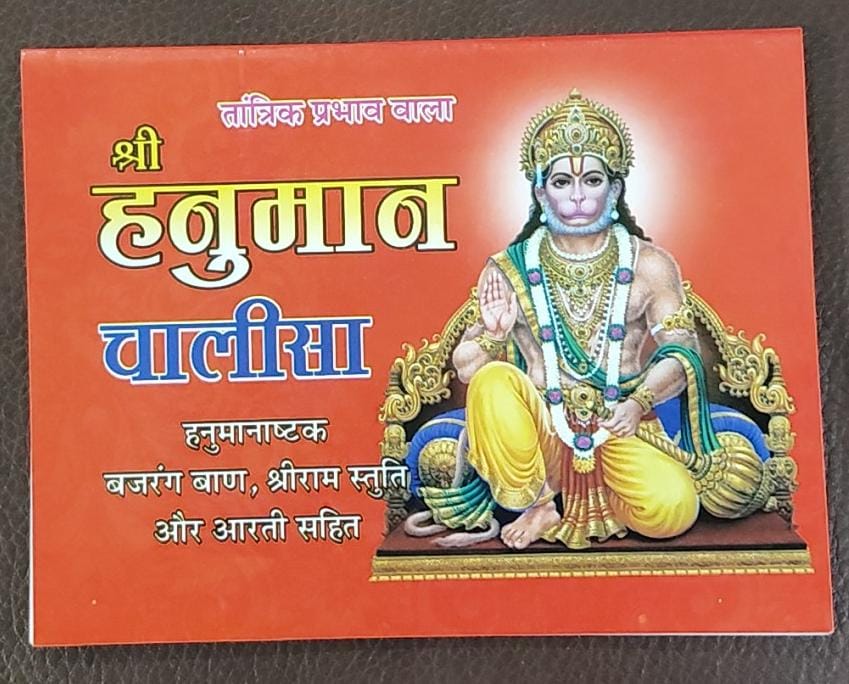 तांत्रिक प्रभाव वाला
श्री
हनुमान
चालीसा
हनुमानाष्टक
बजरंग बाण, श्रीराम स्तुति
और आरती सहित